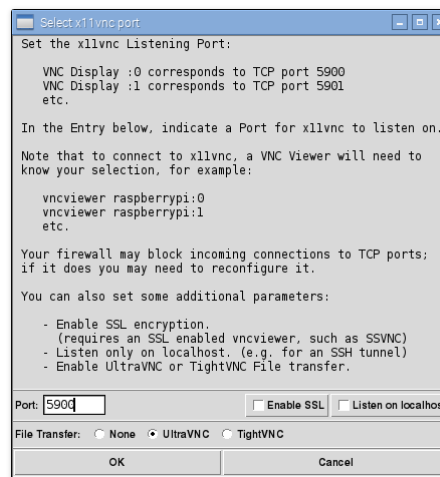 Select x11vnc port
Set the x11vnc Listening Port:
VNC Display :0 corresponds to TCP port 5900
VNC Display :1 corresponds to TCP port 5901
etc.
In the Entry below, indicate a Port for x11vnc to listen on.
Note that to connect to x11vnc, a VNC Viewer will need to
know your selection, for example:
vncviewer raspberrypi:0
vncviewer raspberrypi:1
etc.
Your firewall may block incoming connections to TCP ports;
if it does you may need to reconfigure it.
You can also set some additional parameters:
- Enable SSL encryption.
(requires an SSL enabled vncviewer, such as SSVNC)
- Listen only on localhost. (e.g. for an SSH tunnel)
- Enable UltraVNC or TightVNC File transfer.
Port: 5900 Enable SSL Listen on localhos
File Transfer: None UltraVNC TightVNC
OK Cancel